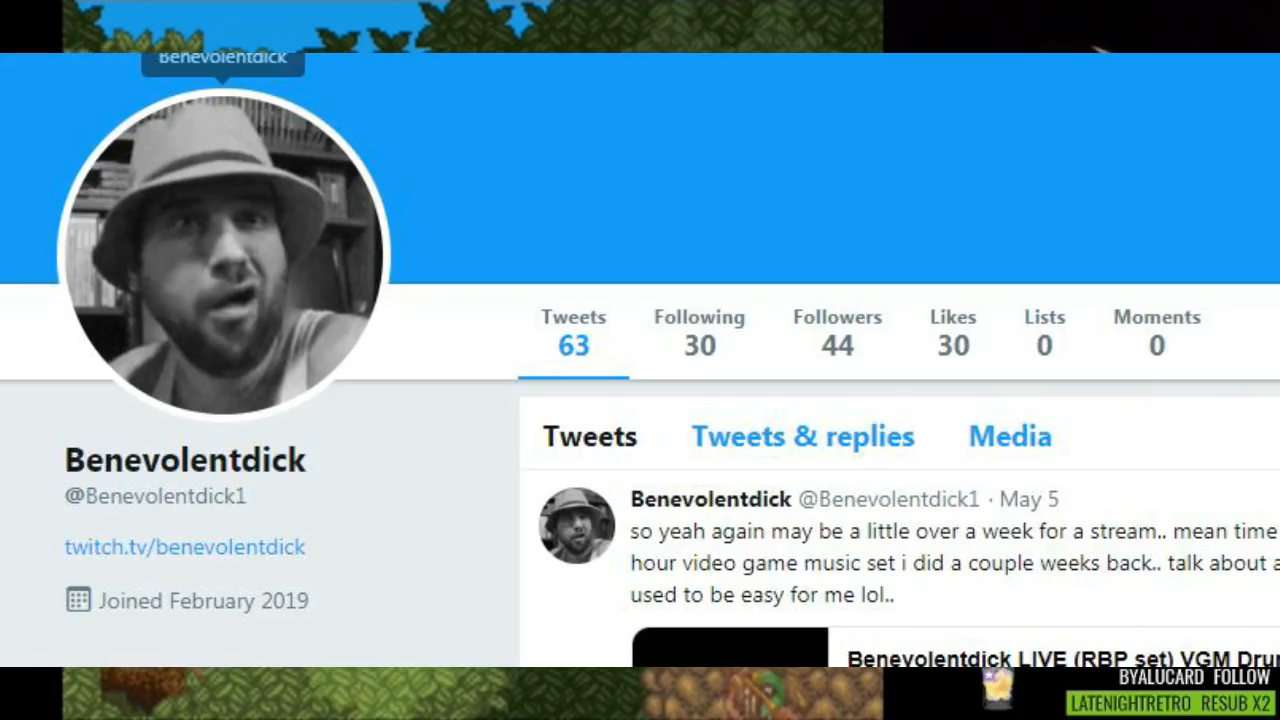 Benevolentdick
Tweets Following Followers Likes Lists Moments
63 30 44 30 0 0
Tweets Tweets & replies Media
Benevolentdick
@Benevolentdick1
twitch.tv/benevolentdick
Joined February 2019
Benevolentdick @Benevolentdick1 · May 5
so yeah again may be a little over a week for a stream.. mean time
hour video game music set i did a couple weeks back.. talk about a
used to be easy for me lol..
Benevolentdick LIVE (RBP set) VGM Dru
BYALUCARD FOLLOW
LATENIGHTRETRO RESUB X2